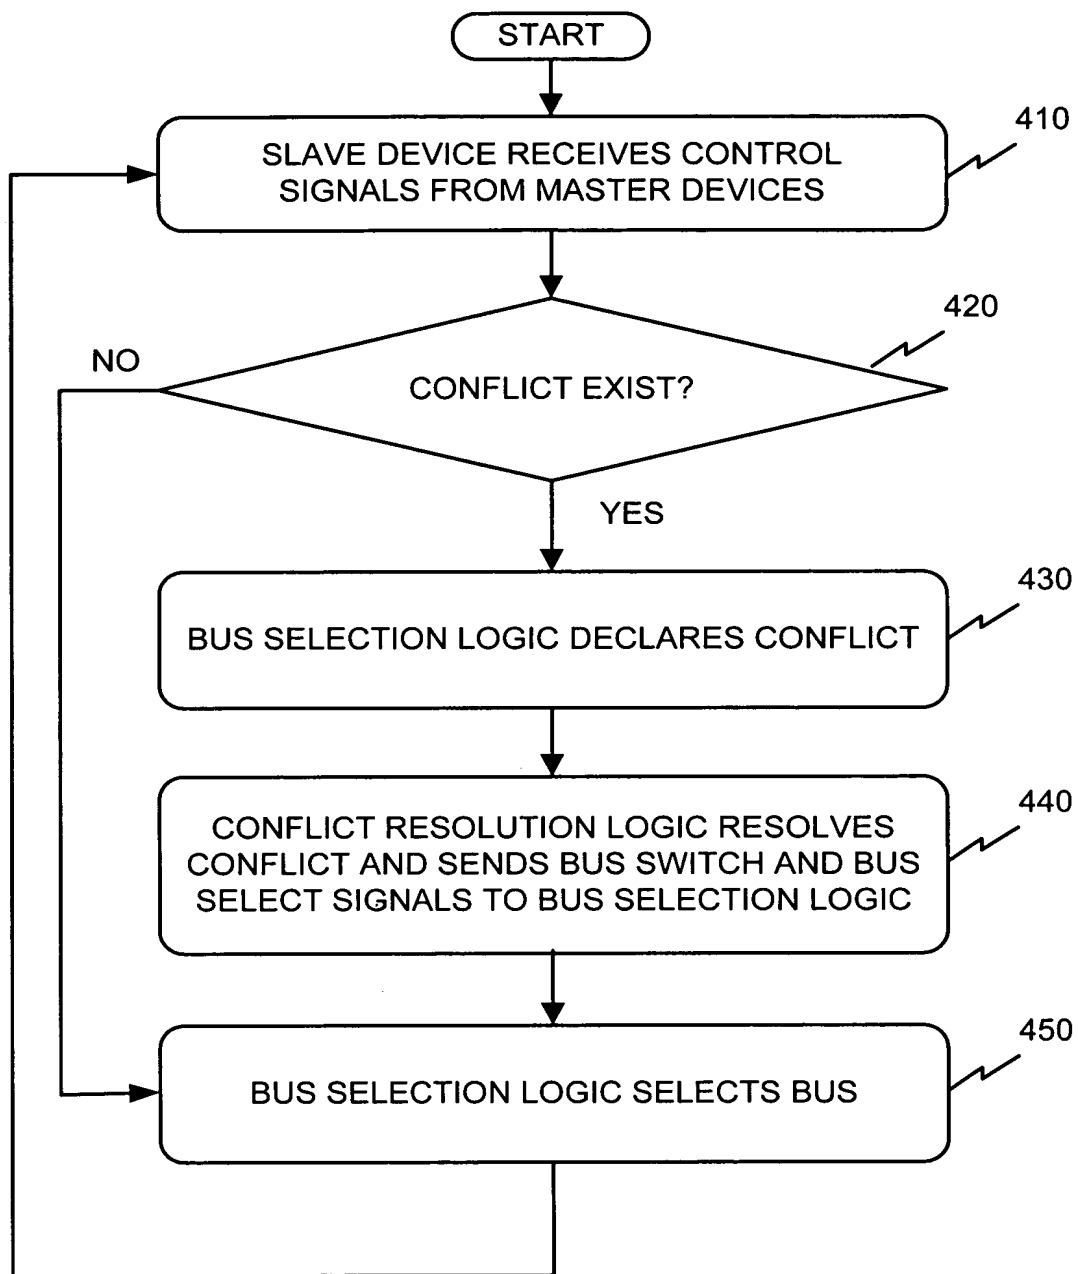 START
410
SLAVE DEVICE RECEIVES CONTROL
SIGNALS FROM MASTER DEVICES
420
NO
CONFLICT EXIST?
YES
430
BUS SELECTION LOGIC DECLARES CONFLICT
440
CONFLICT RESOLUTION LOGIC RESOLVES
CONFLICT AND SENDS BUS SWITCH AND BUS
SELECT SIGNALS TO BUS SELECTION LOGIC
450
BUS SELECTION LOGIC SELECTS BUS